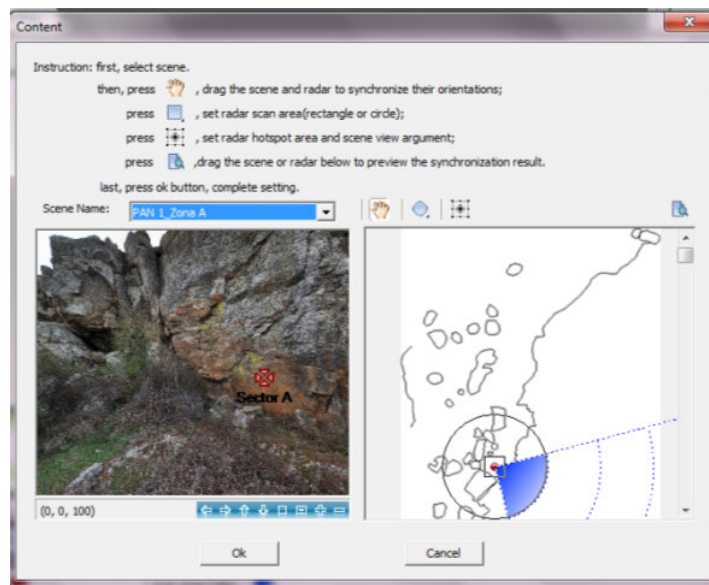 Content
Instruction: first, select scene.
then, press , drag the scene and radar to synchronize their orientations;
press , set radar scan area(rectangle or circle);
press , set radar hotspot area and scene view argument;
press ,drag the scene or radar below to preview the synchronization result.
last, press ok button, complete setting.
Scene Name: PAN 1_Zona A
Sector A
(0, 0, 100)
Ok Cancel